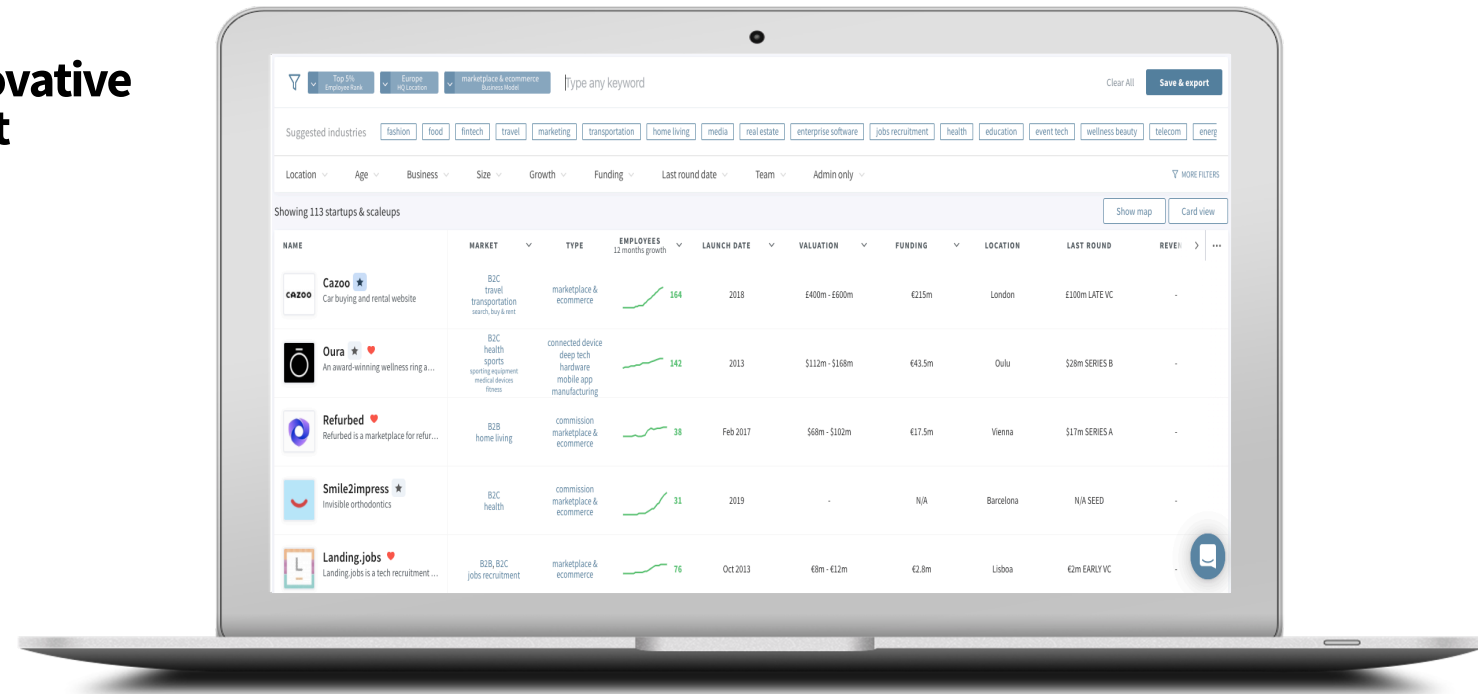 ovative
t
Top 5%
Employee Rank
Europe
HQ Location
marketplace & ecommerce
Business Model
Type any keyword
Clear All
Save & export
Suggested industries
fashion
food
fintech
travel
marketing
transportation
home living
media
real estate
enterprise software
jobs recruitment
health
education
event tech
wellness beauty
telecom
energ
Location
Age
Business
Size
Growth
Funding
Last round date
Team
Admin only
MORE FILTERS
Showing 113 startups & scaleups
Show map
Card view
NAME
MARKET
TYPE
EMPLOYEES
12 months growth
LAUNCH DATE
VALUATION
FUNDING
LOCATION
LAST ROUND
REVEN
...
CAZOO
Cazoo
Car buying and rental website
B2C
travel
transportation
search, buy & rent
marketplace &
ecommerce
164
2018
£400m - £600m
€215m
London
£100m LATE VC
-
Oura
An award-winning wellness ring a...
B2C
health
sports
sporting equipment
medical devices
fitness
connected device
deep tech
hardware
mobile app
manufacturing
142
2013
$112m - $168m
€43.5m
Oulu
$28m SERIES B
-
Refurbed
Refurbed is a marketplace for refur...
B2B
home living
commission
marketplace &
ecommerce
38
Feb 2017
$68m - $102m
€17.5m
Vienna
$17m SERIES A
-
Smile2impress
Invisible orthodontics
B2C
health
commission
marketplace &
ecommerce
31
2019
-
N/A
Barcelona
N/A SEED
-
L
Landing.jobs
Landing.jobs is a tech recruitment ...
B2B, B2C
jobs recruitment
marketplace &
ecommerce
76
Oct 2013
€8m - €12m
€2.8m
Lisboa
€2m EARLY VC
-